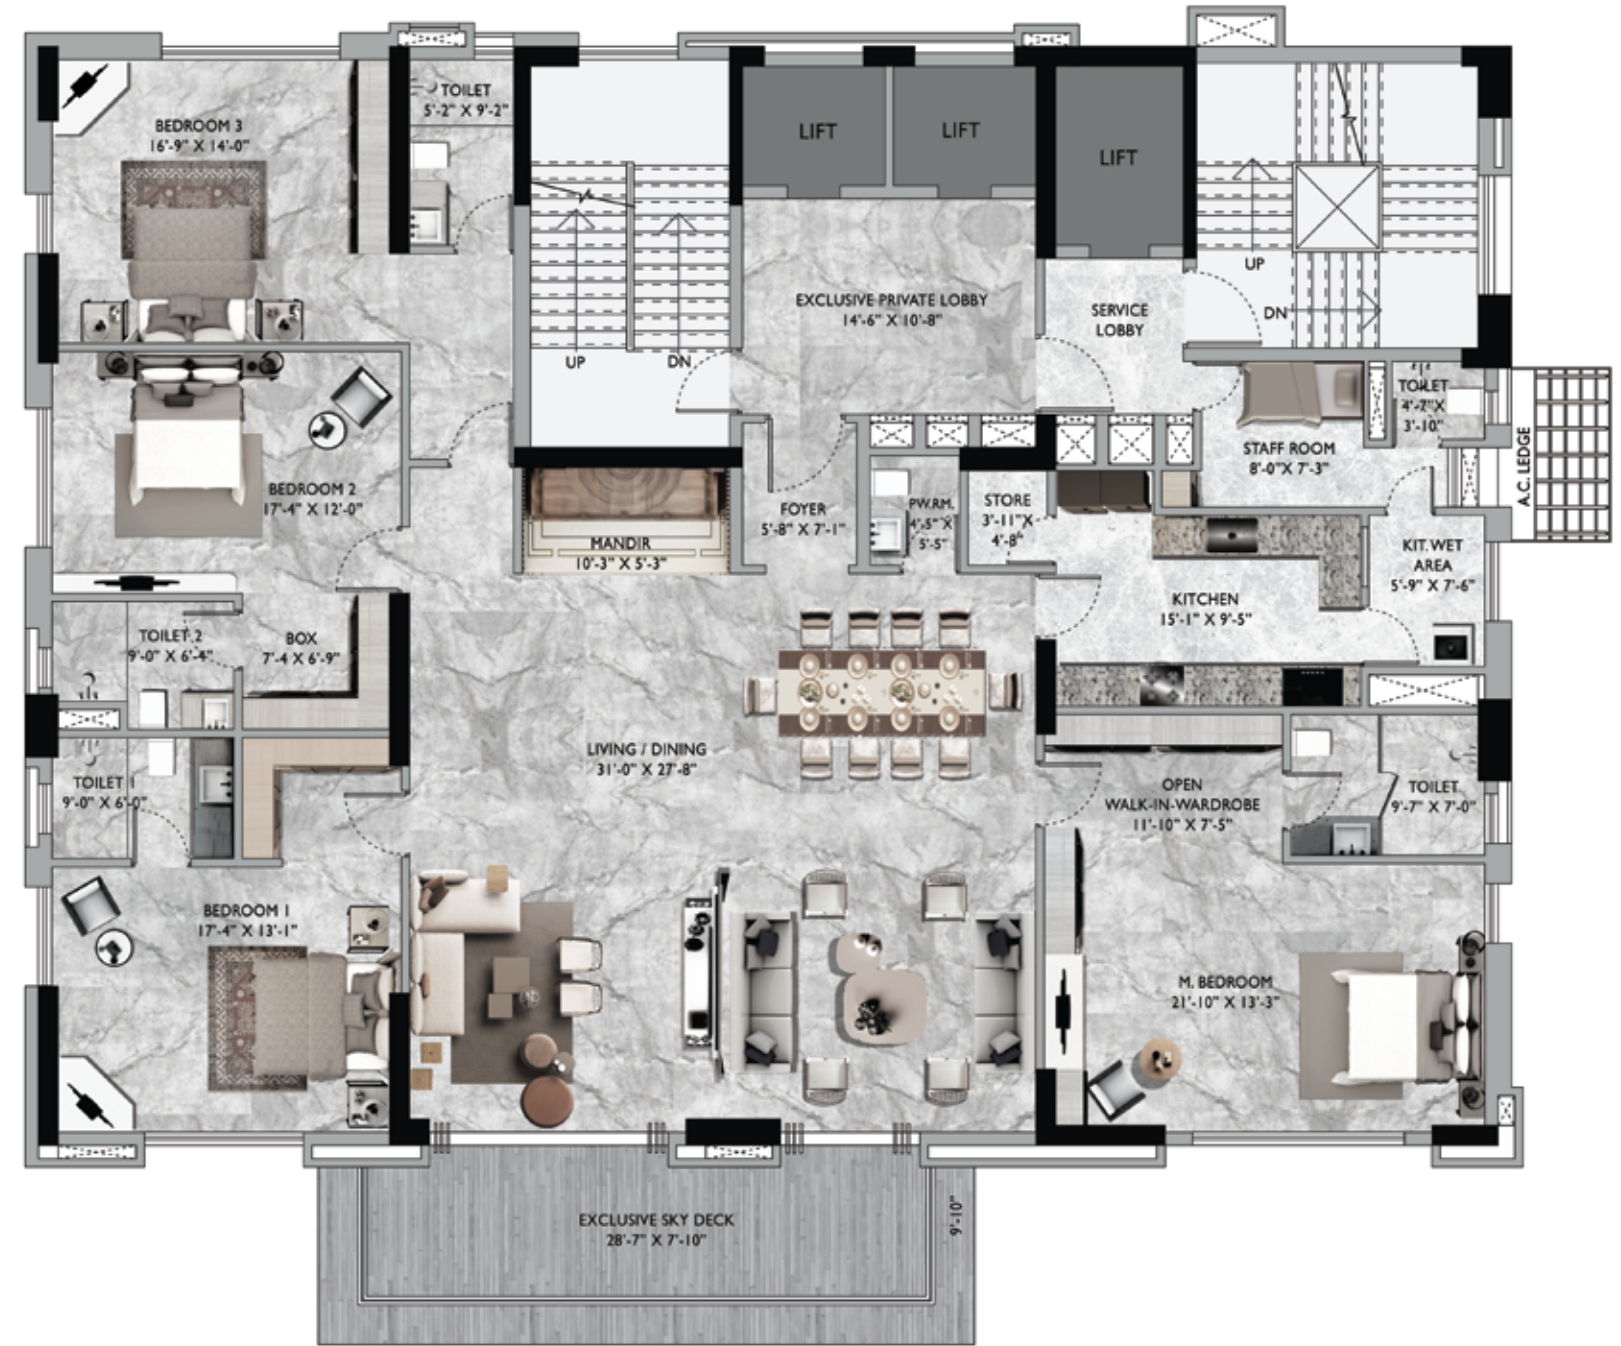 TOILET
5'-2" X 9'-2"
BEDROOM 3
16'-9" X 14'-0"
LIFT
LIFT
LIFT
UP
DN
EXCLUSIVE PRIVATE LOBBY
14'-6" X 10'-8"
SERVICE
LOBBY
UP
DN
TOILET
4'-7"X
3'-10"
STAFF ROOM
8'-0"X 7'-3"
A.C. LEDGE
BEDROOM 2
17'-4" X 12'-0"
MANDIR
10'-3" X 5'-3"
FOYER
5'-8" X 7'-1"
PW.RM.
4'-5" X
5'-5"
STORE
3'-11"X
4'-8"
KIT. WET
AREA
5'-9" X 7'-6"
KITCHEN
15'-1" X 9'-5"
TOILET 2
9'-0" X 6'-4"
BOX
7'-4 X 6'-9"
LIVING / DINING
31'-0" X 27'-8"
TOILET 1
9'-0" X 6'-0"
OPEN
WALK-IN-WARDROBE
11'-10" X 7'-5"
TOILET
9'-7" X 7'-0"
BEDROOM 1
17'-4" X 13'-1"
M. BEDROOM
21'-10" X 13'-3"
EXCLUSIVE SKY DECK
28'-7" X 7'-10"
9'-10"